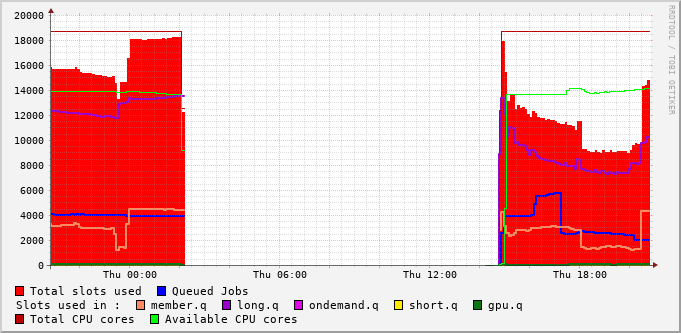 20000
18000
16000
14000
12000
10000
8000
6000
4000
2000
0
Thu 00:00 Thu 06:00 Thu 12:00 Thu 18:00
RRDTOOL / TOBI OETIKER
Total slots used Queued Jobs
Slots used in : member.q long.q ondemand.q short.q gpu.q
Total CPU cores Available CPU cores